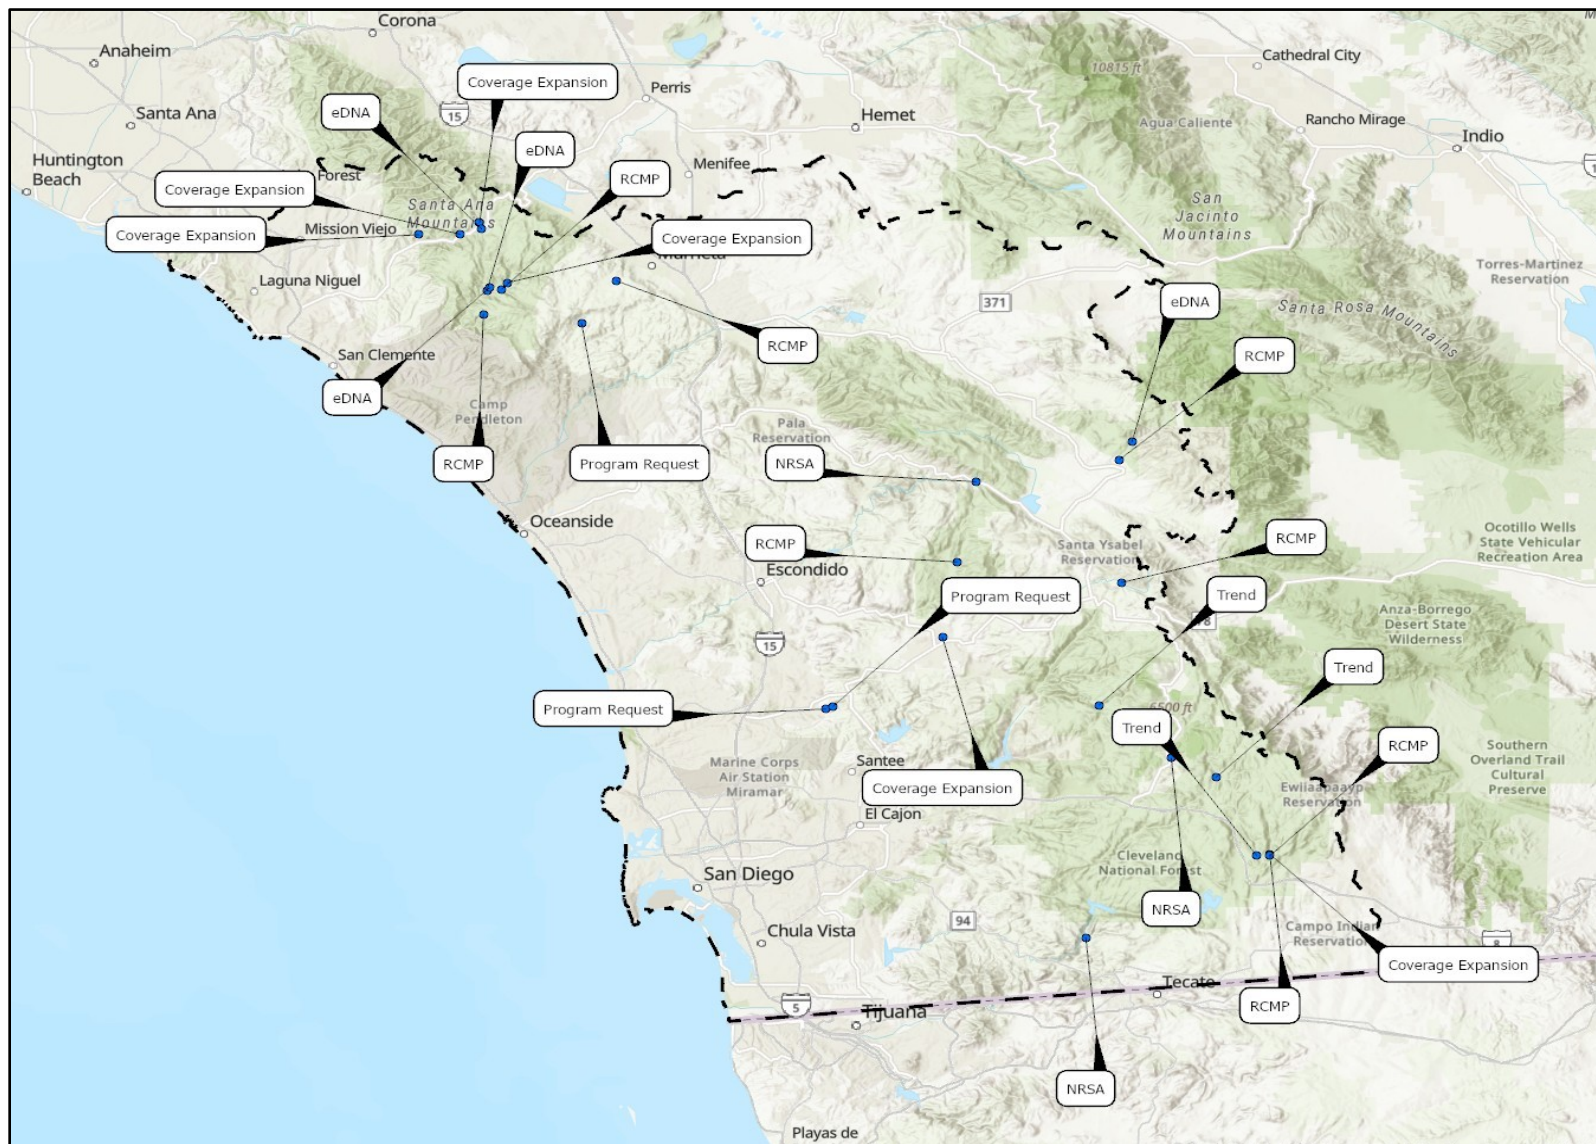 Corona
Anaheim
Coverage Expansion
Perris
Cathedral City
10815 ft
eDNA
15
Santa Ana
Hemet
Agua Caliente
Rancho Mirage
Indio
eDNA
Huntington
Beach
Menifee
Forest
RCMP
Coverage Expansion
Santa Ana
Mountains
San
Jacinto
Mountains
Mission Viejo
Coverage Expansion
Coverage Expansion
Murrieta
Torres-Martinez
Reservation
Laguna Niguel
371
eDNA
Santa Rosa Mountains
RCMP
San Clemente
RCMP
eDNA
Camp
Pendleton
Pala
Reservation
RCMP
Program Request
NRSA
Oceanside
Ocotillo Wells
State Vehicular
Recreation Area
RCMP
Santa Ysabel
Reservation
RCMP
Escondido
Program Request
Trend
78
Anza-Borrego
Desert State
Wilderness
15
Trend
Program Request
6500 ft
Trend
RCMP
Marine Corps
Air Station
Miramar
Santee
Southern
Overland Trail
Cultural
Preserve
Coverage Expansion
Ewiiaapaayp
Reservation
El Cajon
Cleveland
National Forest
San Diego
NRSA
94
Chula Vista
Campo Indian
Reservation
8
Coverage Expansion
Tecate
5
Tijuana
RCMP
NRSA
Playas de